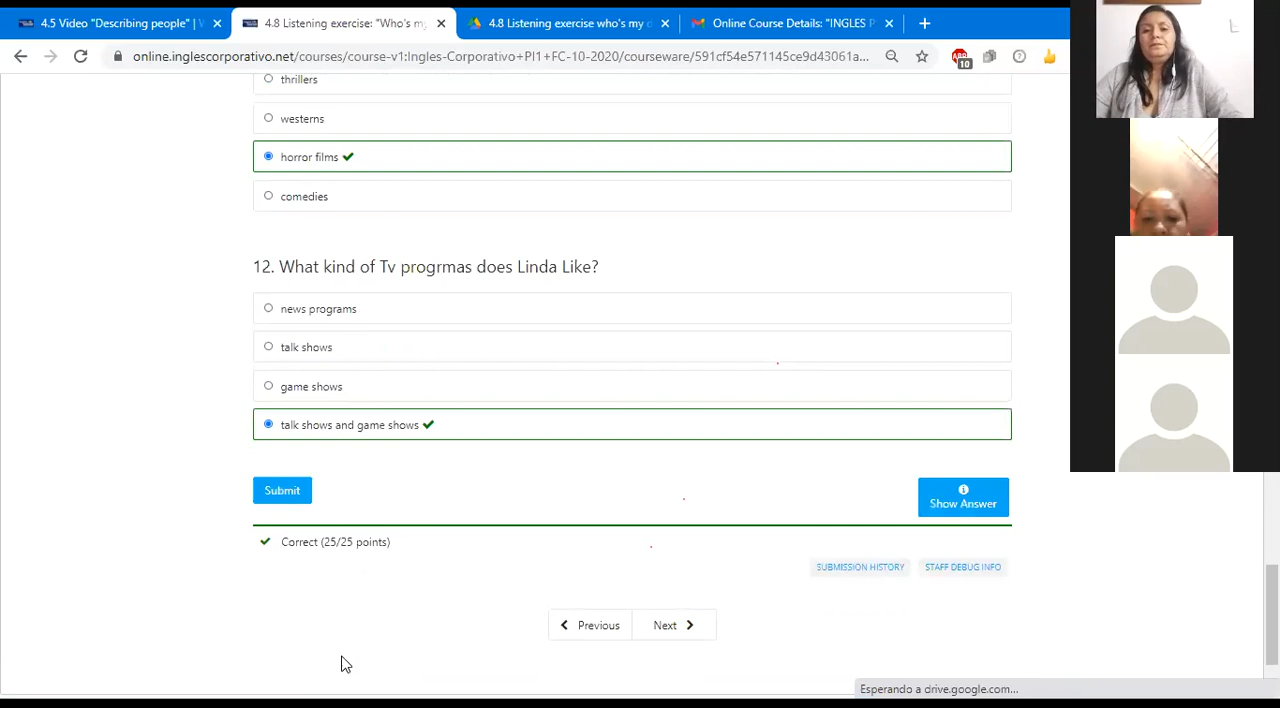 4.5 Video "Describing people" | V
4.8 Listening exercise: "Who's my
4.8 Listening exercise who's my d
Online Course Details: "INGLES P
online.inglescorporativo.net/courses/course-v1:Ingles-Corporativo+PI1+FC-10-2020/courseware/591cf54e571145ce9d43061a...
10
thrillers
westerns
horror films
comedies
12. What kind of Tv progrmas does Linda Like?
news programs
talk shows
game shows
talk shows and game shows
Submit
Show Answer
Correct (25/25 points)
SUBMISSION HISTORY
STAFF DEBUG INFO
Previous
Next
Esperando a drive.google.com...